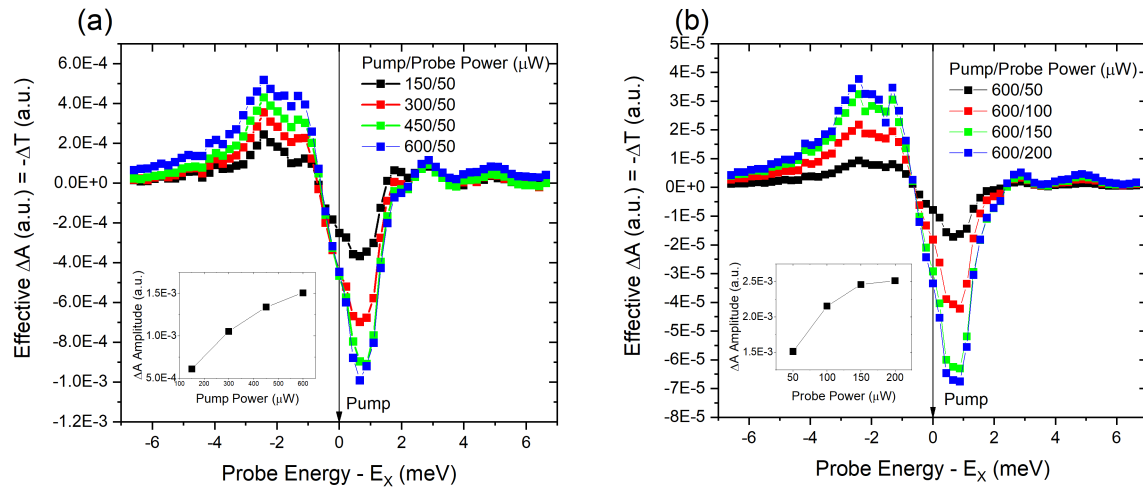 (a)
Effective ΔA (a.u.) = -ΔT (a.u.)
6.0E-4
4.0E-4
2.0E-4
0.0E+0
-2.0E-4
-4.0E-4
-6.0E-4
-8.0E-4
-1.0E-3
-1.2E-3
Pump/Probe Power (μW)
150/50
300/50
450/50
600/50
ΔA Amplitude (a.u.)
1.5E-3
1.0E-3
5.0E-4
100 200 300 400 500 600
Pump Power (μW)
Pump
-6 -4 -2 0 2 4 6
Probe Energy - EX (meV)
(b)
Effective ΔA (a.u.) = -ΔT (a.u.)
5E-5
4E-5
3E-5
2E-5
1E-5
0E+0
-1E-5
-2E-5
-3E-5
-4E-5
-5E-5
-6E-5
-7E-5
-8E-5
Pump/Probe Power (μW)
600/50
600/100
600/150
600/200
ΔA Amplitude (a.u.)
2.5E-3
2.0E-3
1.5E-3
50 100 150 200
Probe Power (μW)
Pump
-6 -4 -2 0 2 4 6
Probe Energy - EX (meV)